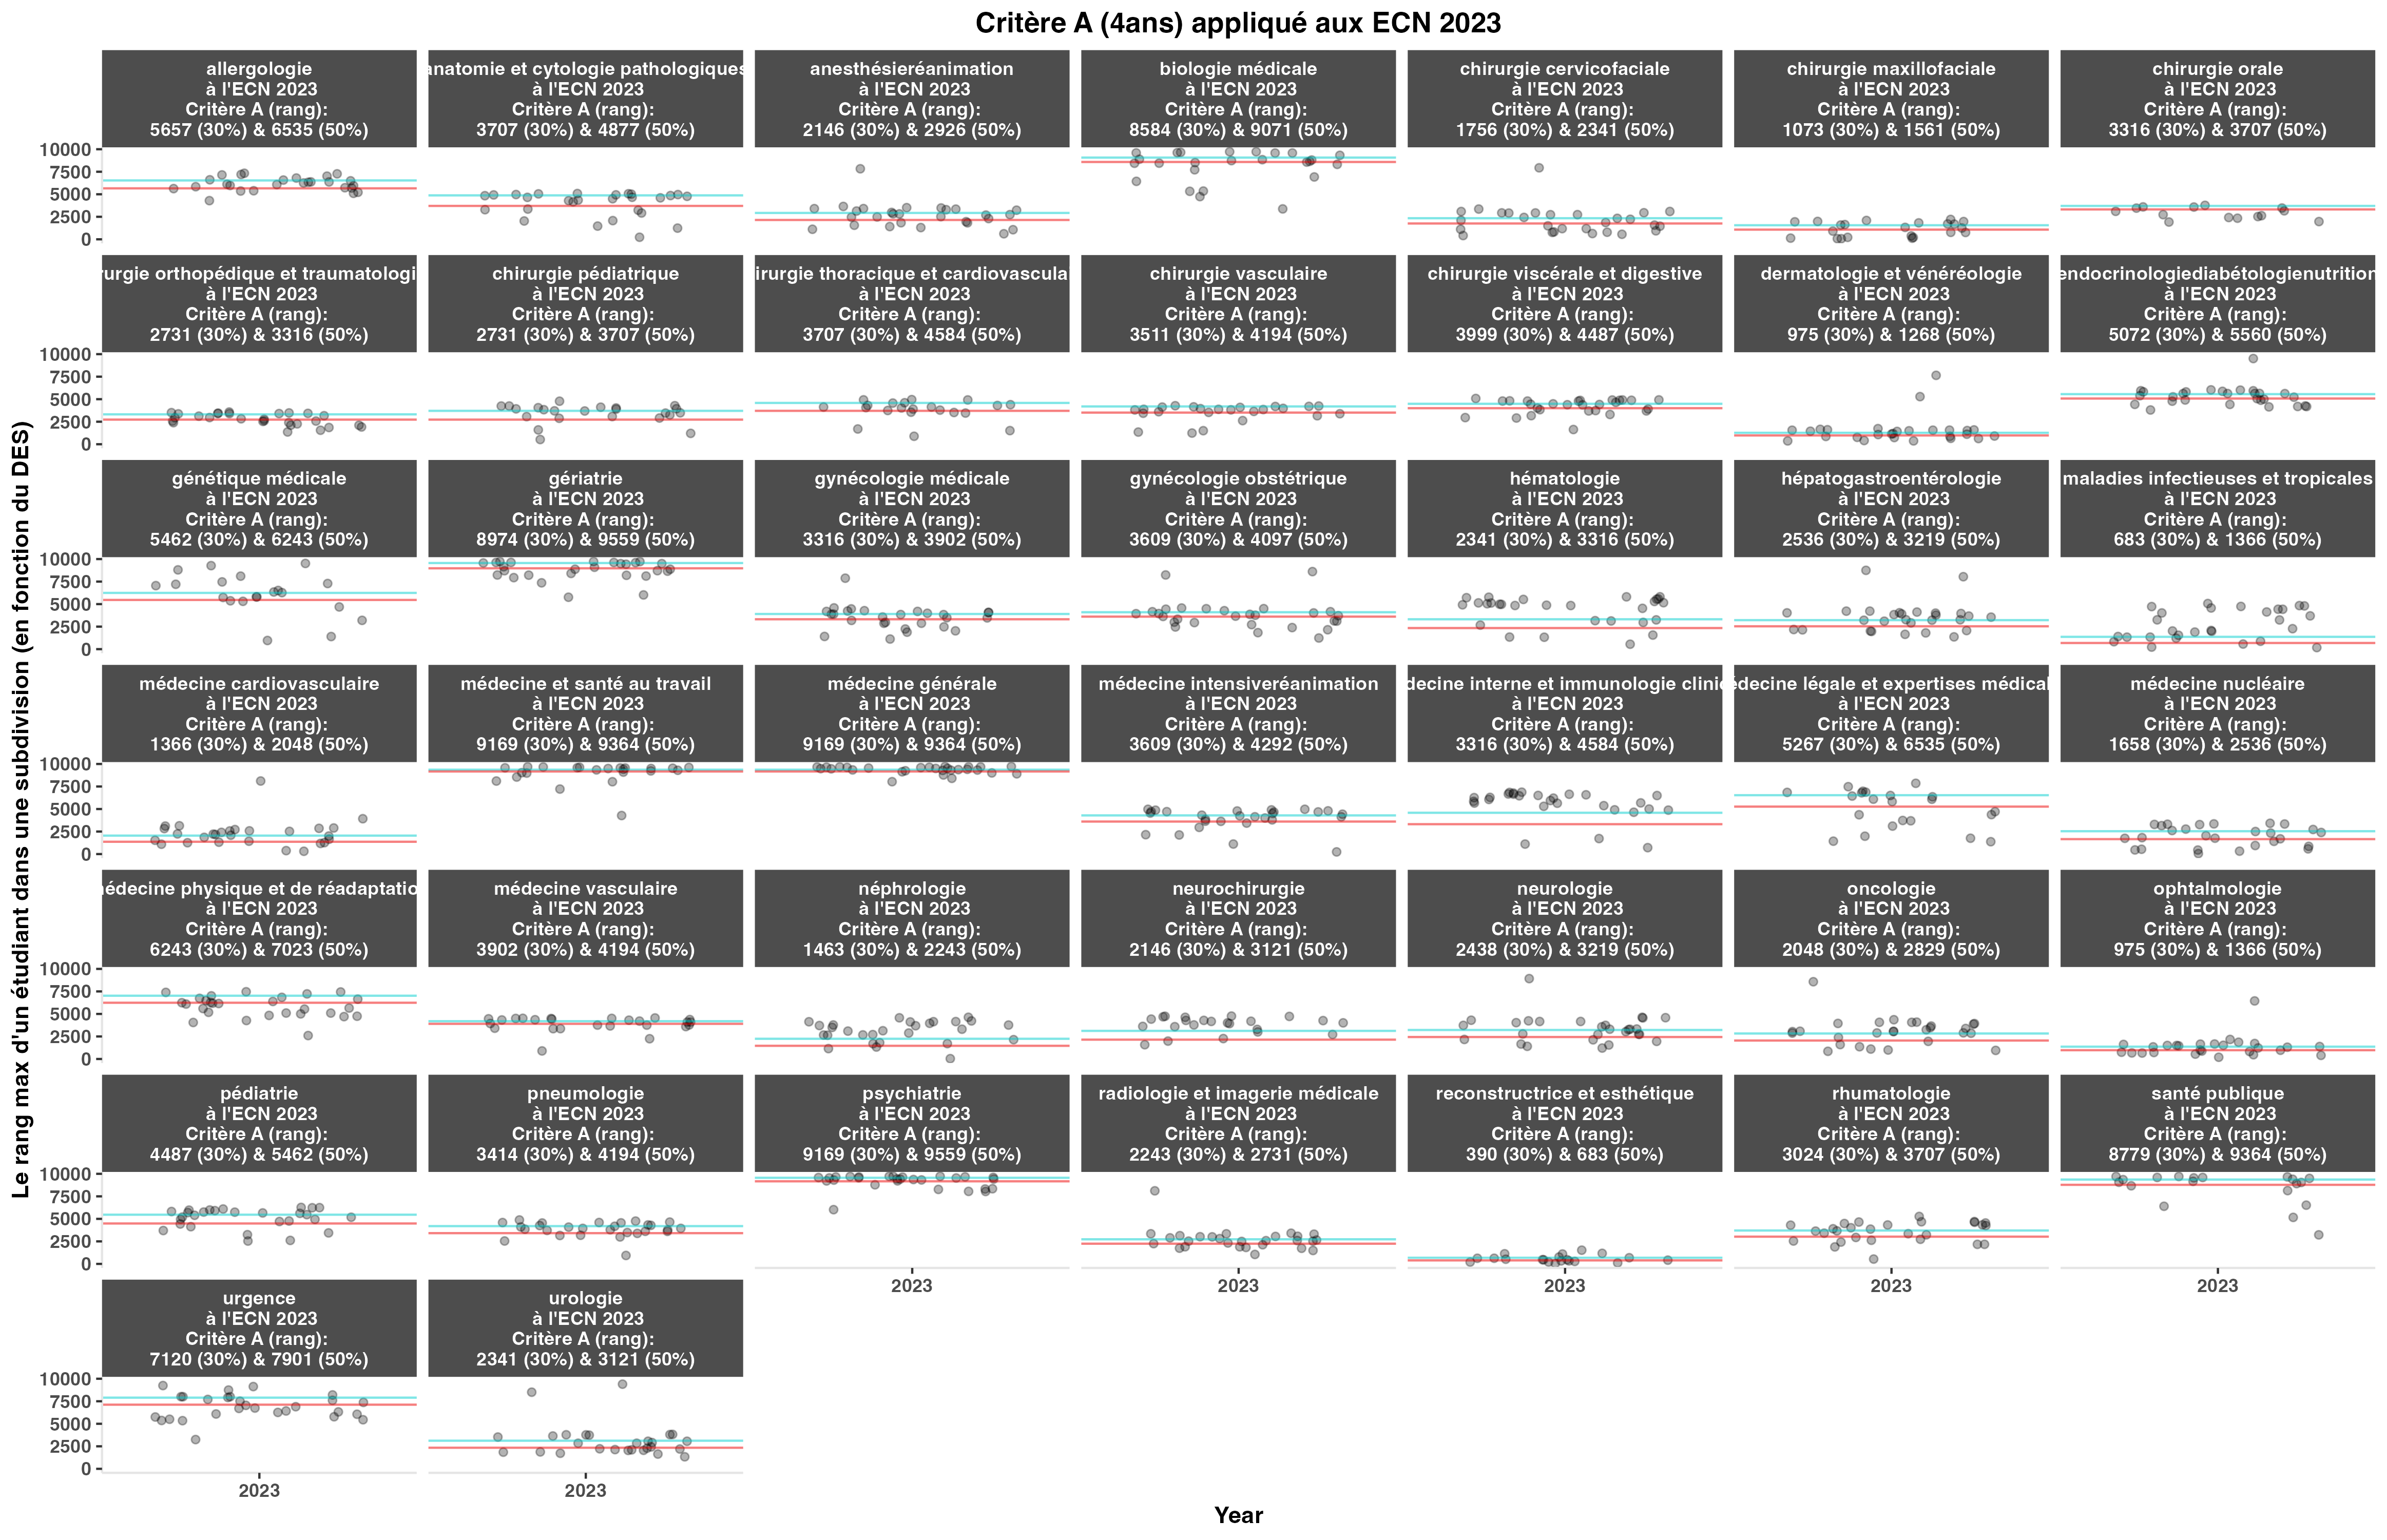 Critère A (4ans) appliqué aux ECN 2023
Le rang max d'un étudiant dans une subdivision (en fonction du DES)
allergologie
à l'ECN 2023
Critère A (rang):
5657 (30%) & 6535 (50%)
anatomie et cytologie pathologiques
à l'ECN 2023
Critère A (rang):
3707 (30%) & 4877 (50%)
anesthésieréanimation
à l'ECN 2023
Critère A (rang):
2146 (30%) & 2926 (50%)
biologie médicale
à l'ECN 2023
Critère A (rang):
8584 (30%) & 9071 (50%)
chirurgie cervicofaciale
à l'ECN 2023
Critère A (rang):
1756 (30%) & 2341 (50%)
chirurgie maxillofaciale
à l'ECN 2023
Critère A (rang):
1073 (30%) & 1561 (50%)
chirurgie orale
à l'ECN 2023
Critère A (rang):
3316 (30%) & 3707 (50%)
10000
7500
5000
2500
0
rurgie orthopédique et traumatologi
à l'ECN 2023
Critère A (rang):
2731 (30%) & 3316 (50%)
chirurgie pédiatrique
à l'ECN 2023
Critère A (rang):
2731 (30%) & 3707 (50%)
irurgie thoracique et cardiovascula
à l'ECN 2023
Critère A (rang):
3707 (30%) & 4584 (50%)
chirurgie vasculaire
à l'ECN 2023
Critère A (rang):
3511 (30%) & 4194 (50%)
chirurgie viscérale et digestive
à l'ECN 2023
Critère A (rang):
3999 (30%) & 4487 (50%)
dermatologie et vénéréologie
à l'ECN 2023
Critère A (rang):
975 (30%) & 1268 (50%)
endocrinologiediabétologienutrition
à l'ECN 2023
Critère A (rang):
5072 (30%) & 5560 (50%)
10000
7500
5000
2500
0
génétique médicale
à l'ECN 2023
Critère A (rang):
5462 (30%) & 6243 (50%)
gériatrie
à l'ECN 2023
Critère A (rang):
8974 (30%) & 9559 (50%)
gynécologie médicale
à l'ECN 2023
Critère A (rang):
3316 (30%) & 3902 (50%)
gynécologie obstétrique
à l'ECN 2023
Critère A (rang):
3609 (30%) & 4097 (50%)
hématologie
à l'ECN 2023
Critère A (rang):
2341 (30%) & 3316 (50%)
hépatogastroentérologie
à l'ECN 2023
Critère A (rang):
2536 (30%) & 3219 (50%)
maladies infectieuses et tropicales
à l'ECN 2023
Critère A (rang):
683 (30%) & 1366 (50%)
10000
7500
5000
2500
0
médecine cardiovasculaire
à l'ECN 2023
Critère A (rang):
1366 (30%) & 2048 (50%)
médecine et santé au travail
à l'ECN 2023
Critère A (rang):
9169 (30%) & 9364 (50%)
médecine générale
à l'ECN 2023
Critère A (rang):
9169 (30%) & 9364 (50%)
médecine intensiveréanimation
à l'ECN 2023
Critère A (rang):
3609 (30%) & 4292 (50%)
decine interne et immunologie clinic
à l'ECN 2023
Critère A (rang):
3316 (30%) & 4584 (50%)
édecine légale et expertises médical
à l'ECN 2023
Critère A (rang):
5267 (30%) & 6535 (50%)
médecine nucléaire
à l'ECN 2023
Critère A (rang):
1658 (30%) & 2536 (50%)
10000
7500
5000
2500
0
médecine physique et de réadaptatio
à l'ECN 2023
Critère A (rang):
6243 (30%) & 7023 (50%)
médecine vasculaire
à l'ECN 2023
Critère A (rang):
3902 (30%) & 4194 (50%)
néphrologie
à l'ECN 2023
Critère A (rang):
1463 (30%) & 2243 (50%)
neurochirurgie
à l'ECN 2023
Critère A (rang):
2146 (30%) & 3121 (50%)
neurologie
à l'ECN 2023
Critère A (rang):
2438 (30%) & 3219 (50%)
oncologie
à l'ECN 2023
Critère A (rang):
2048 (30%) & 2829 (50%)
ophtalmologie
à l'ECN 2023
Critère A (rang):
975 (30%) & 1366 (50%)
10000
7500
5000
2500
0
pédiatrie
à l'ECN 2023
Critère A (rang):
4487 (30%) & 5462 (50%)
pneumologie
à l'ECN 2023
Critère A (rang):
3414 (30%) & 4194 (50%)
psychiatrie
à l'ECN 2023
Critère A (rang):
9169 (30%) & 9559 (50%)
radiologie et imagerie médicale
à l'ECN 2023
Critère A (rang):
2243 (30%) & 2731 (50%)
reconstructrice et esthétique
à l'ECN 2023
Critère A (rang):
390 (30%) & 683 (50%)
rhumatologie
à l'ECN 2023
Critère A (rang):
3024 (30%) & 3707 (50%)
santé publique
à l'ECN 2023
Critère A (rang):
8779 (30%) & 9364 (50%)
10000
7500
5000
2500
0
2023
2023
2023
2023
2023
urgence
à l'ECN 2023
Critère A (rang):
7120 (30%) & 7901 (50%)
urologie
à l'ECN 2023
Critère A (rang):
2341 (30%) & 3121 (50%)
10000
7500
5000
2500
0
2023
2023
Year